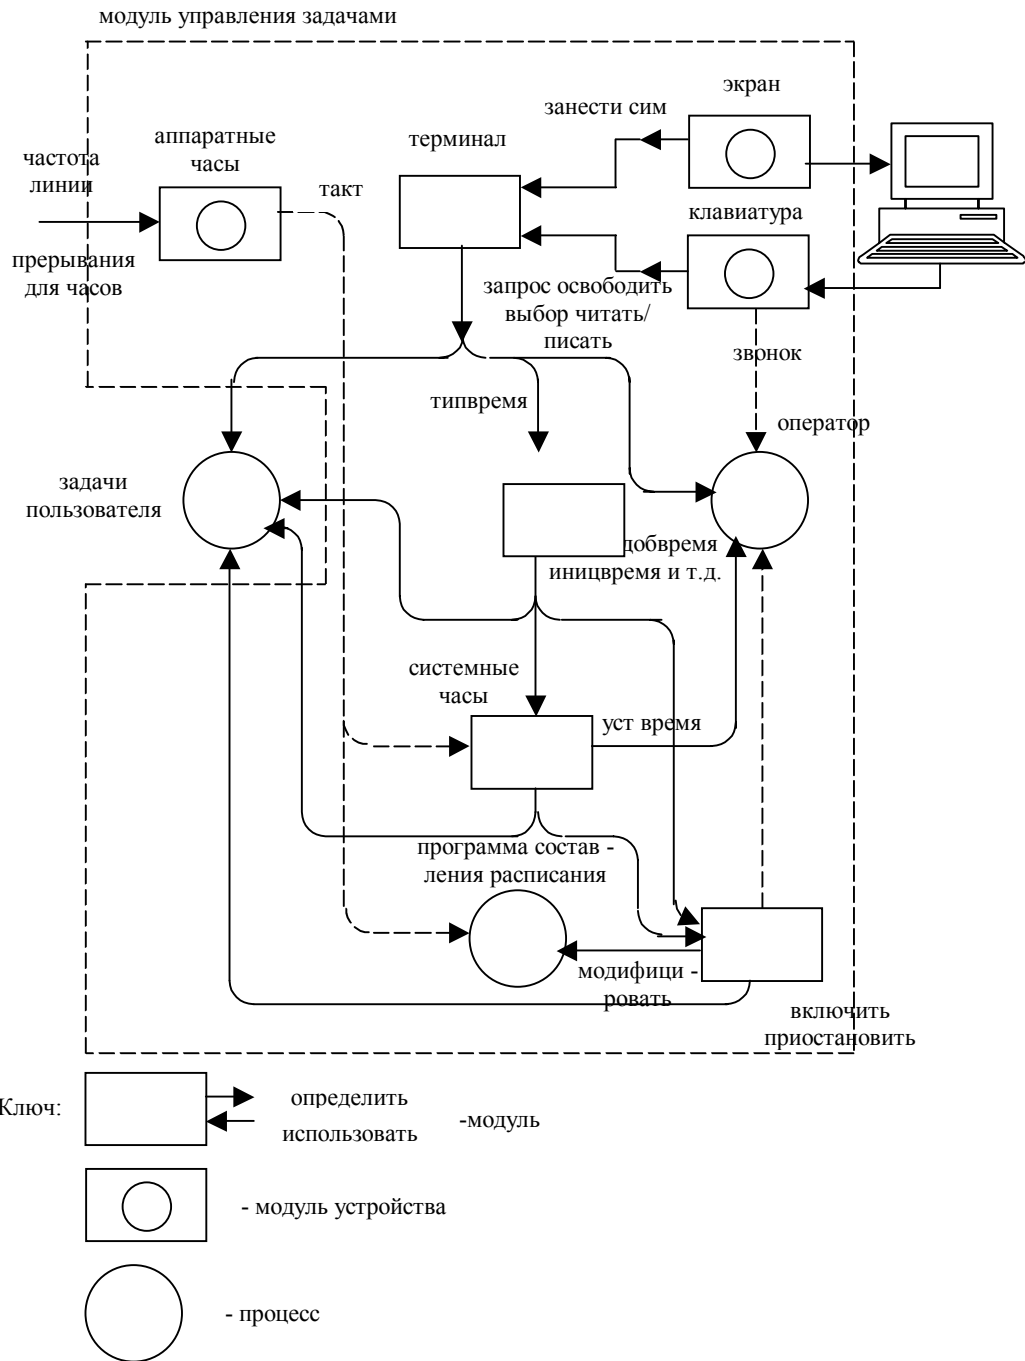 модуль управления задачами
экран
занести сим
аппаратные
часы
терминал
частота
линии
такт
клавиатура
прерывания
для часов
запрос освободить
выбор читать/
писать
звонок
типвремя
оператор
задачи
пользователя
добвремя
иницвремя и т.д.
системные
часы
уст время
программа состав -
ления расписания
модифици -
ровать
включить
приостановить
Ключ:
определить
использовать
-модуль
- модуль устройства
- процесс